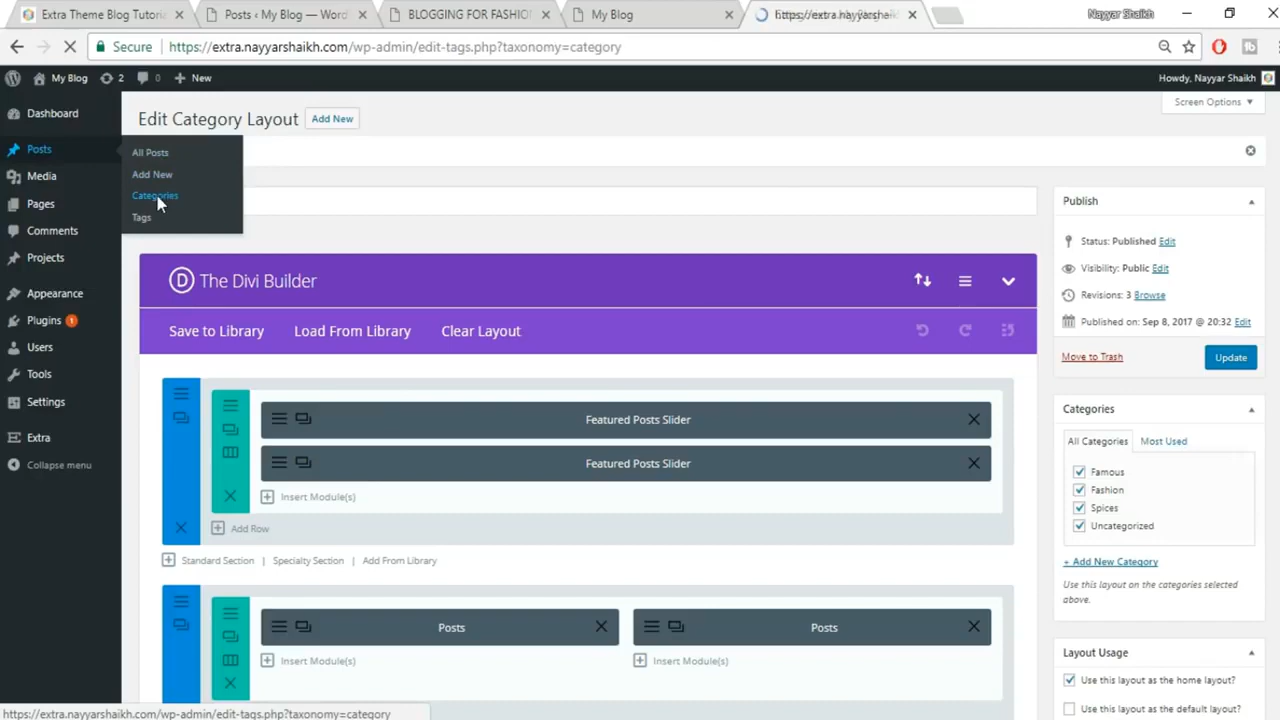 Extra Blog Theme Tutori
Posts ‹ My Blog — Word
BLOGGING FOR FASHION
My Blog
https://extra.nayyarshaikh
Nayyar Shaikh
Secure
https://extra.nayyarshaikh.com/wp-admin/edit-tags.php?taxonomy=category
My Blog
2
0
New
Howdy, Nayyar Shaikh
Dashboard
Posts
Media
Pages
Comments
Projects
Appearance
Plugins 1
Users
Tools
Settings
Extra
Collapse menu
All Posts
Add New
Categories
Tags
Edit Category Layout
Add New
Screen Options
D The Divi Builder
Save to Library
Load From Library
Clear Layout
Featured Posts Slider
Featured Posts Slider
Insert Module(s)
Add Row
Standard Section | Specialty Section | Add From Library
Posts
Posts
Insert Module(s)
Insert Module(s)
Publish
Status: Published Edit
Visibility: Public Edit
Revisions: 3 Browse
Published on: Sep 8, 2017 @ 20:32 Edit
Move to Trash
Update
Categories
All Categories
Most Used
Famous
Fashion
Spices
Uncategorized
+ Add New Category
Use this layout on the categories selected
above.
Layout Usage
Use this layout as the home layout?
Use this layout as the default layout?
https://extra.nayyarshaikh.com/wp-admin/edit-tags.php?taxonomy=category